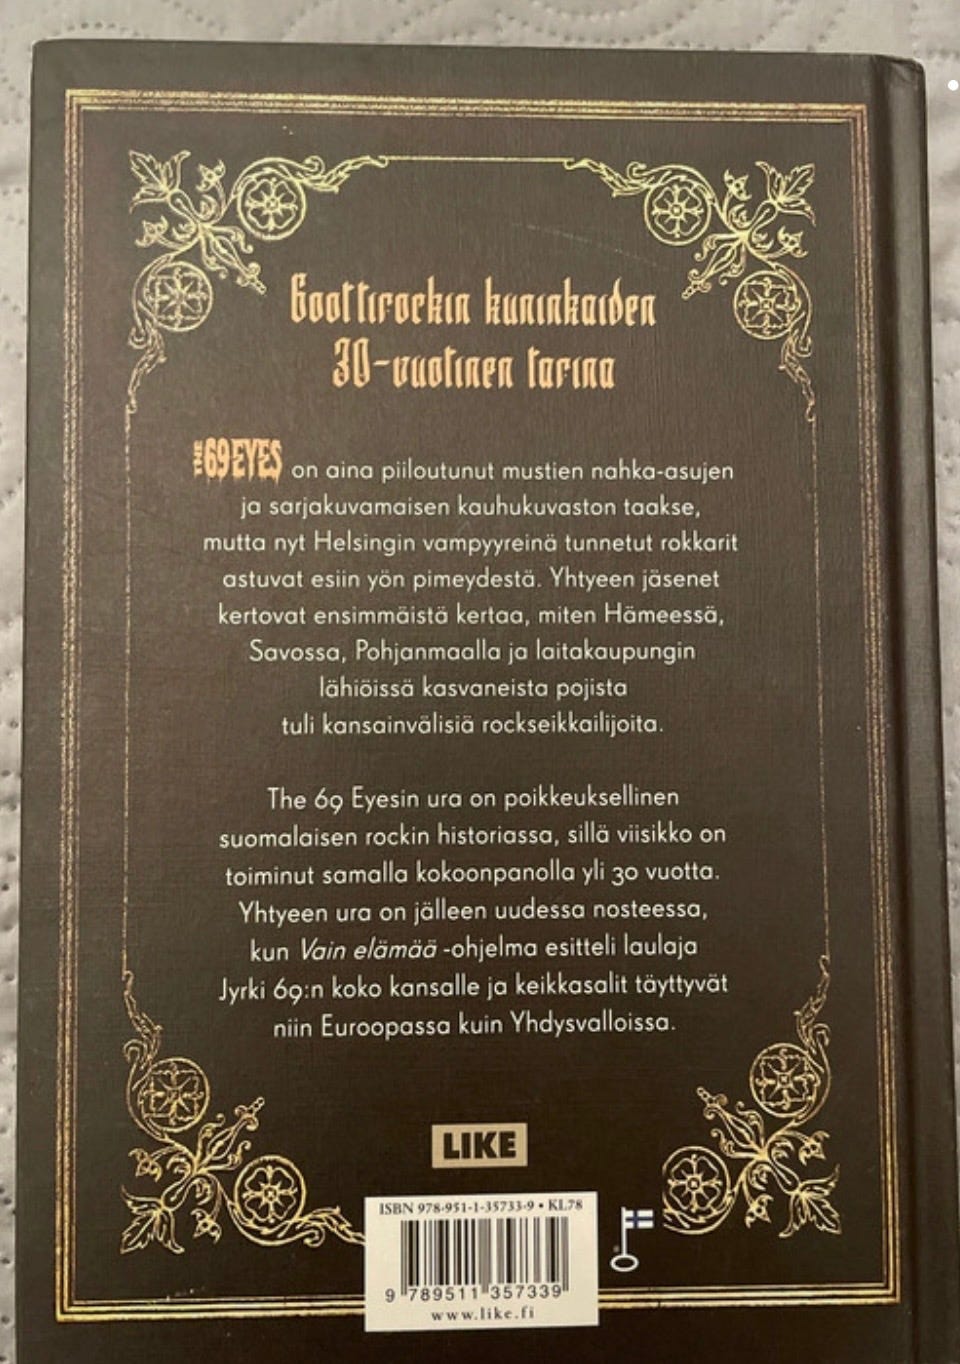 Goottirockin kuninkaiden
30-vuotinen tarina
THE 69 EYES on aina piiloutunut mustien nahka-asujen
ja sarjakuvamaisen kauhukuvaston taakse,
mutta nyt Helsingin vampyyreinä tunnetut rokkarit
astuvat esiin yön pimeydestä. Yhtyeen jäsenet
kertovat ensimmäistä kertaa, miten Hämeessä,
Savossa, Pohjanmaalla ja laitakaupungin
lähiöissä kasvaneista pojista
tuli kansainvälisiä rockseikkailijoita.
The 69 Eyesin ura on poikkeuksellinen
suomalaisen rockin historiassa, sillä viisikko on
toiminut samalla kokoonpanolla yli 30 vuotta.
Yhtyeen ura on jälleen uudessa nosteessa,
kun Vain elämää -ohjelma esitteli laulaja
Jyrki 69:n koko kansalle ja keikkasalit täyttyvät
niin Euroopassa kuin Yhdysvalloissa.
LIKE
ISBN 978-951-1-35733-9 • KL78
9 789511 357339
www.like.fi